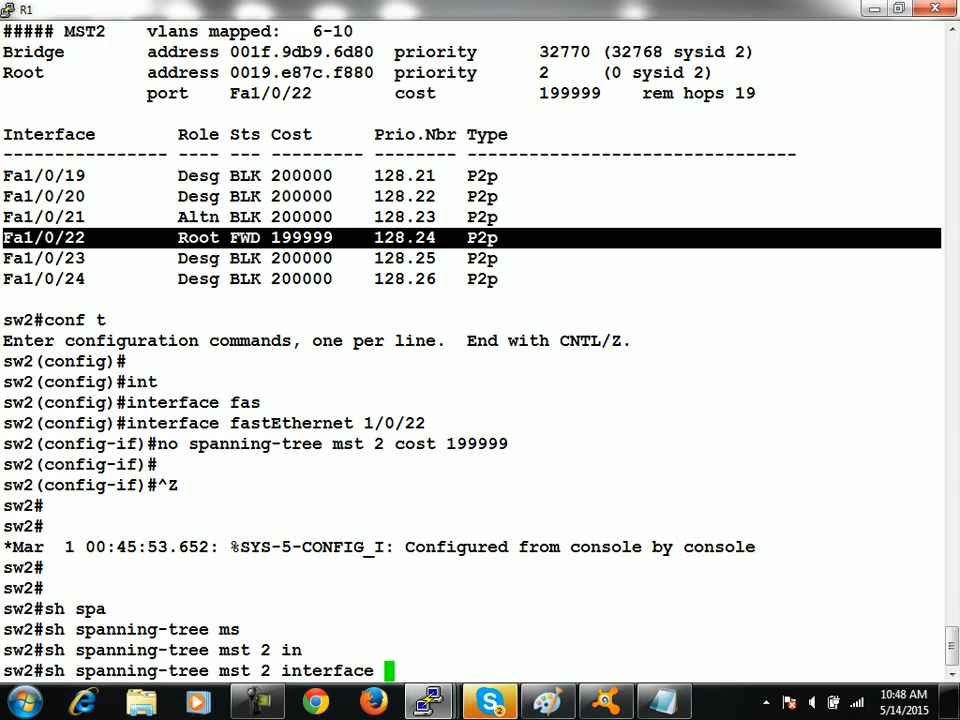 R1
##### MST2    vlans mapped:   6-10
Bridge        address 001f.9db9.6d80  priority      32770 (32768 sysid 2)
Root          address 0019.e87c.f880  priority      2     (0 sysid 2)
              port    Fa1/0/22        cost          199999    rem hops 19
Interface        Role Sts Cost      Prio.Nbr Type
---------------- ---- --- --------- -------- --------------------------------
Fa1/0/19         Desg BLK 200000    128.21   P2p
Fa1/0/20         Desg BLK 200000    128.22   P2p
Fa1/0/21         Altn BLK 200000    128.23   P2p
Fa1/0/22         Root FWD 199999    128.24   P2p
Fa1/0/23         Desg BLK 200000    128.25   P2p
Fa1/0/24         Desg BLK 200000    128.26   P2p
sw2#conf t
Enter configuration commands, one per line.  End with CNTL/Z.
sw2(config)#
sw2(config)#int
sw2(config)#interface fas
sw2(config)#interface fastEthernet 1/0/22
sw2(config-if)#no spanning-tree mst 2 cost 199999
sw2(config-if)#
sw2(config-if)#^Z
sw2#
sw2#
*Mar  1 00:45:53.652: %SYS-5-CONFIG_I: Configured from console by console
sw2#
sw2#
sw2#sh spa
sw2#sh spanning-tree ms
sw2#sh spanning-tree mst 2 in
sw2#sh spanning-tree mst 2 interface
2
10:48 AM
5/14/2015